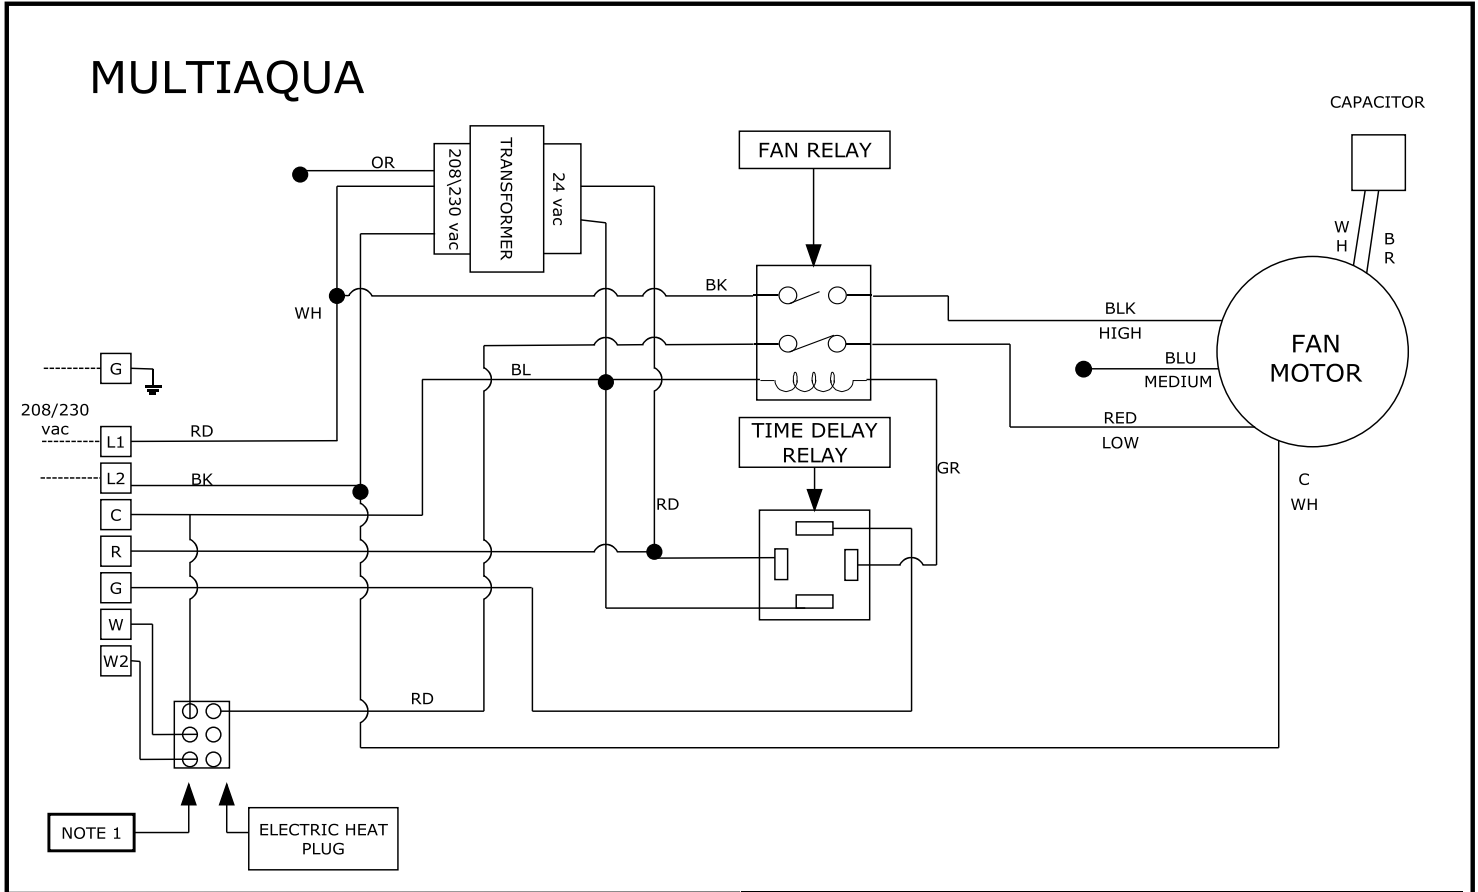 MULTIAQUA
CAPACITOR
OR
208\230 vac
TRANSFORMER
24 vac
FAN RELAY
W
H
B
R
WH
BK
BLK
HIGH
FAN
MOTOR
BLU
MEDIUM
G
BL
208/230
vac
L1
RD
RED
LOW
TIME DELAY
RELAY
GR
L2
BK
C
WH
RD
C
R
G
W
W2
RD
NOTE 1
ELECTRIC HEAT
PLUG